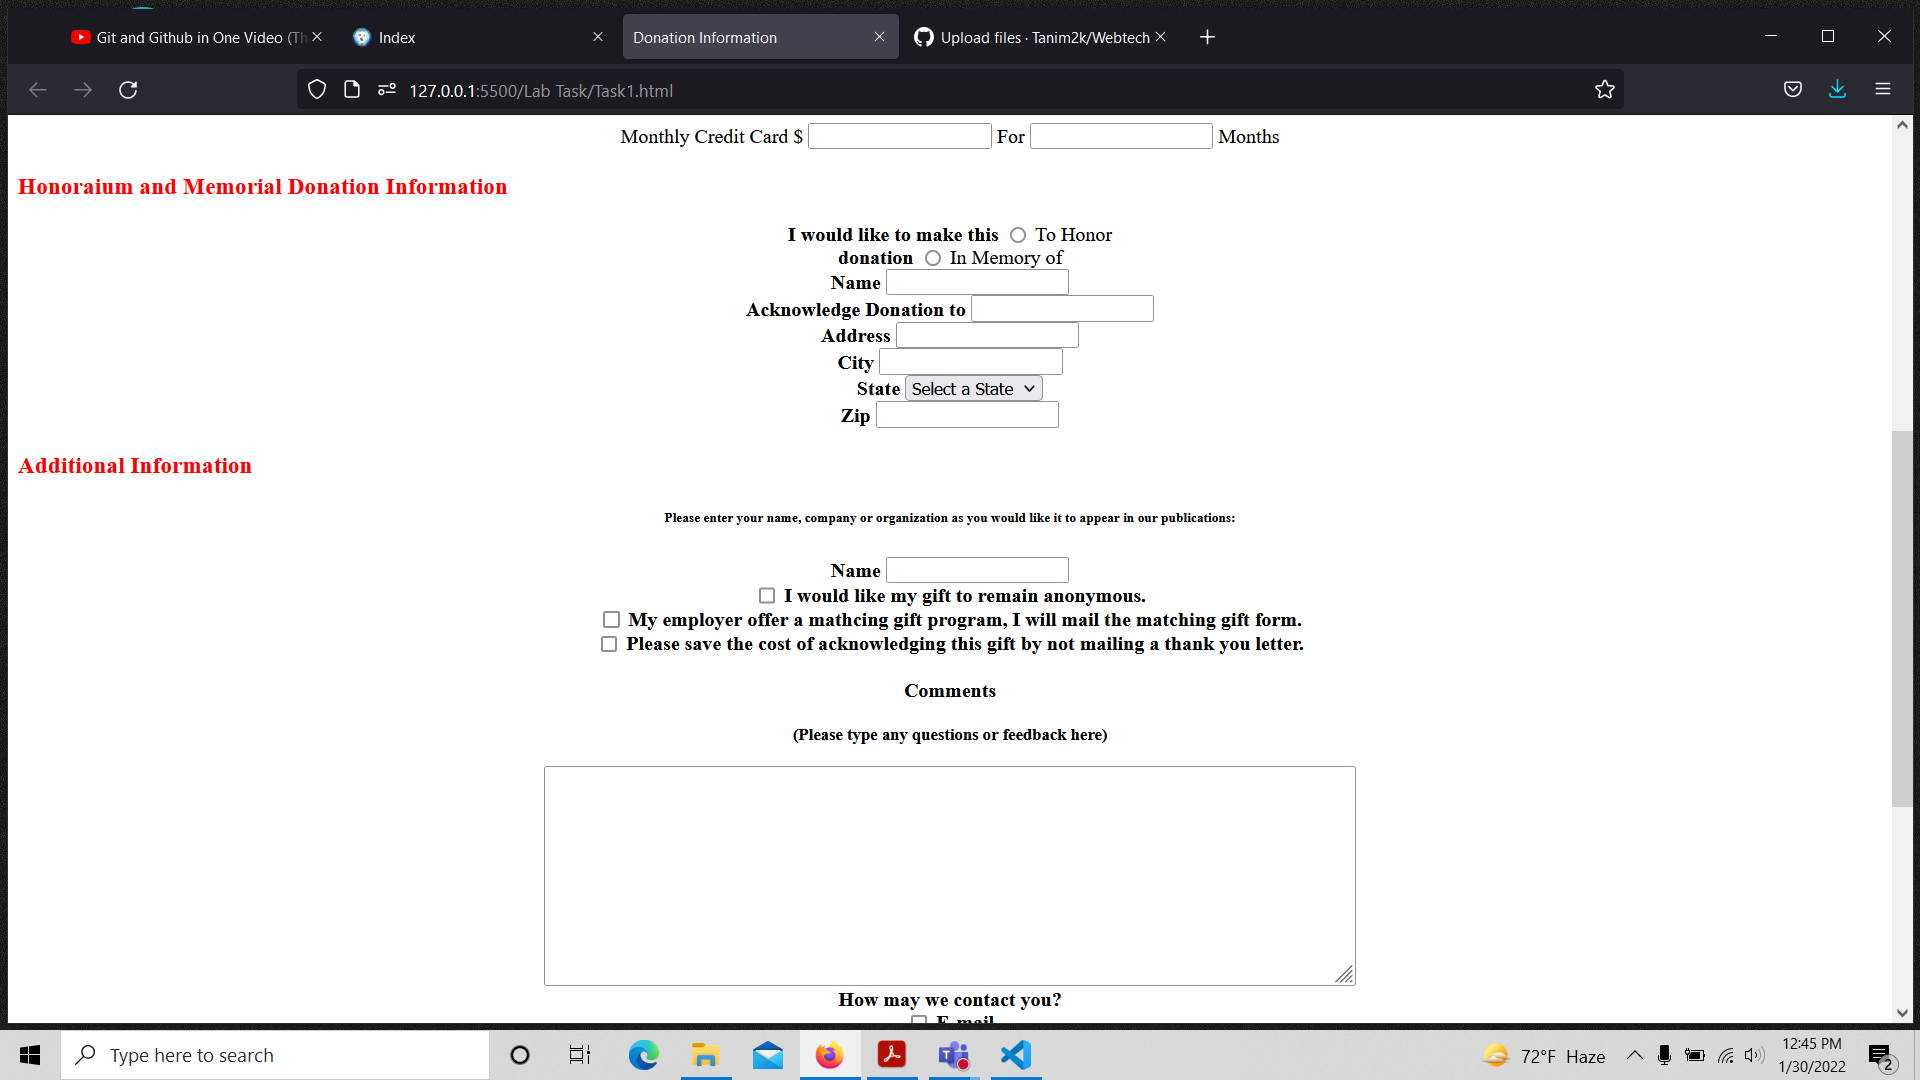 Git and Github in One Video (Th
Index
Donation Information
Upload files · Tanim2k/Webtech
127.0.0.1:5500/Lab Task/Task1.html
Monthly Credit Card $ For Months
Honoraium and Memorial Donation Information
I would like to make this To Honor
donation In Memory of
Name
Acknowledge Donation to
Address
City
State Select a State
Zip
Additional Information
Please enter your name, company or organization as you would like it to appear in our publications:
Name
I would like my gift to remain anonymous.
My employer offer a mathcing gift program, I will mail the matching gift form.
Please save the cost of acknowledging this gift by not mailing a thank you letter.
Comments
(Please type any questions or feedback here)
How may we contact you?
E-mail
Type here to search
72°F Haze
12:45 PM
1/30/2022
2